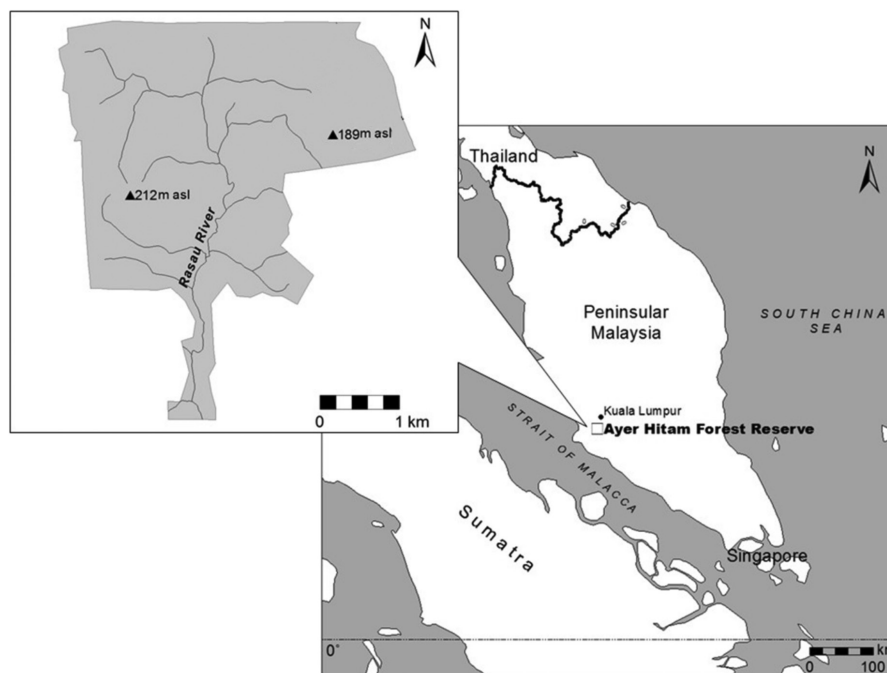 N
189m asl
212m asl
Rasau River
0 1 km
Thailand
N
Peninsular
Malaysia
SOUTH CHINA
SEA
Kuala Lumpur
Ayer Hitam Forest Reserve
STRAIT OF MALACCA
Sumatra
Singapore
0°
km
0 100